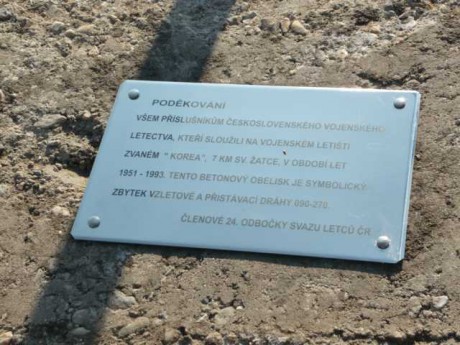 PODĚKOVÁNÍ
VŠEM PŘÍSLUŠNÍKŮM ČESKOSLOVENSKÉHO VOJENSKÉHO
LETECTVA, KTEŘÍ SLOUŽILI NA VOJENSKÉM LETIŠTI
ZVANÉM " KOREA", 7 KM SV. ŽATCE, V OBDOBÍ LET
1951 - 1993. TENTO BETONOVÝ OBELISK JE SYMBOLICKÝ
ZBYTEK VZLETOVÉ A PŘISTÁVACÍ DRÁHY 090-270.
ČLENOVÉ 24. ODBOČKY SVAZU LETCŮ ČR